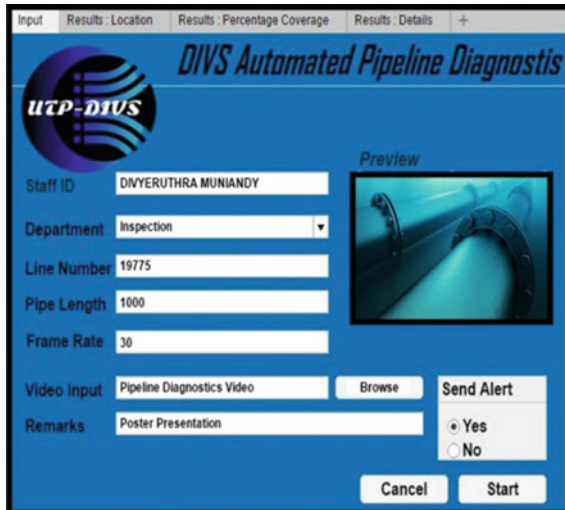 Input Results : Location Results : Percentage Coverage Results : Details +
DIVS Automated Pipeline Diagnostis
UTP-DIVS
Preview
Staff ID DIVYERUTHRA MUNIANDY
Department Inspection
Line Number 19775
Pipe Length 1000
Frame Rate 30
Video Input Pipeline Diagnostics Video Browse
Send Alert
Remarks Poster Presentation
Yes
No
Cancel Start